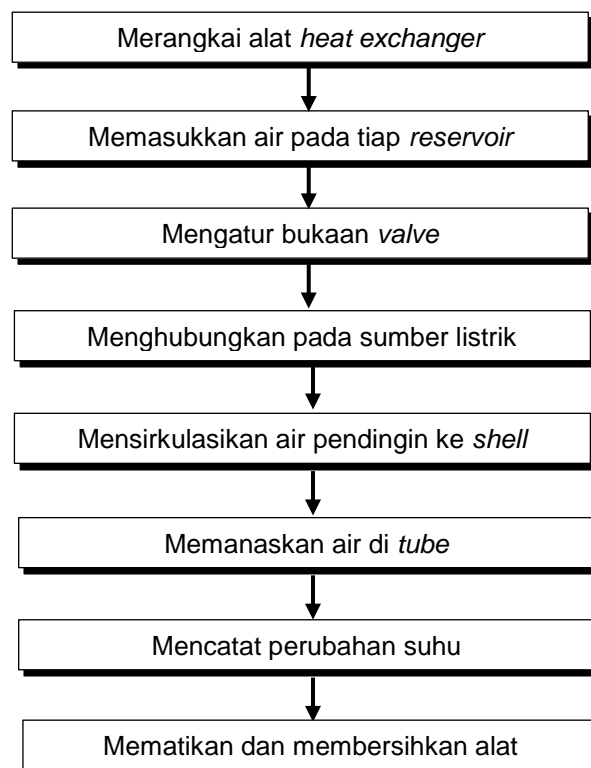 Merangkai alat heat exchanger
Memasukkan air pada tiap reservoir
Mengatur bukaan valve
Menghubungkan pada sumber listrik
Mensirkulasikan air pendingin ke shell
Memanaskan air di tube
Mencatat perubahan suhu
Mematikan dan membersihkan alat